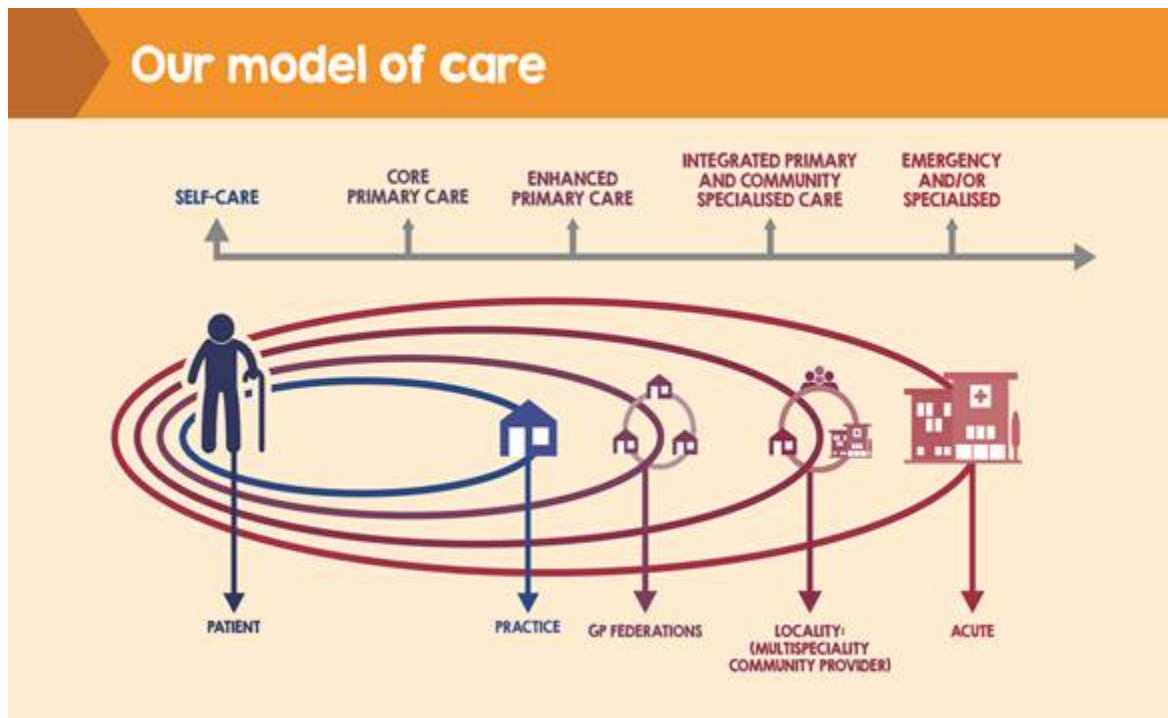 Our model of care
SELF-CARE
CORE
PRIMARY CARE
ENHANCED
PRIMARY CARE
INTEGRATED PRIMARY
AND COMMUNITY
SPECIALISED CARE
EMERGENCY
AND/OR
SPECIALISED
PATIENT
PRACTICE
GP FEDERATIONS
LOCALITY:
(MULTISPECIALITY
COMMUNITY PROVIDER)
ACUTE